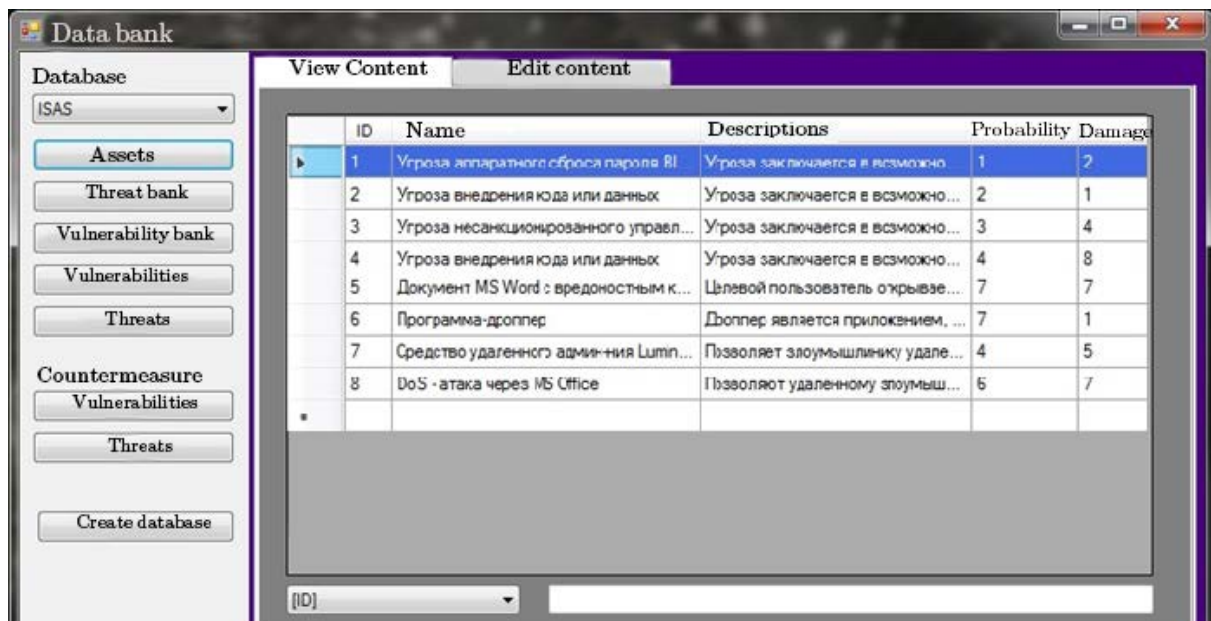 Data bank
Database
ISAS
Assets
Threat bank
Vulnerability bank
Vulnerabilities
Threats
Countermeasure
Vulnerabilities
Threats
Create database
View Content Edit content
ID Name Descriptions Probability Damage
1 Угроза аппаратного сброса пароля BI Угроза заключается в возможно 1 2
2 Угроза внедрения кода или данных Угроза заключается в возможно... 2 1
3 Угроза несанкционированного управл... Угроза заключается в возможно... 3 4
4 Угроза внедрения кода или данных Угроза заключается в возможно... 4 8
5 Документ MS Word с вредоностным к... Целевой пользователь открывае... 7 7
6 Программа-дроппер Дроппер является приложением, ... 7 1
7 Средство удаленного админ-ния Lumin... Позволяет злоумышлинику удале... 4 5
8 DoS - атака через MS Office Позволяют удаленному злоумыш... 6 7
[ID]